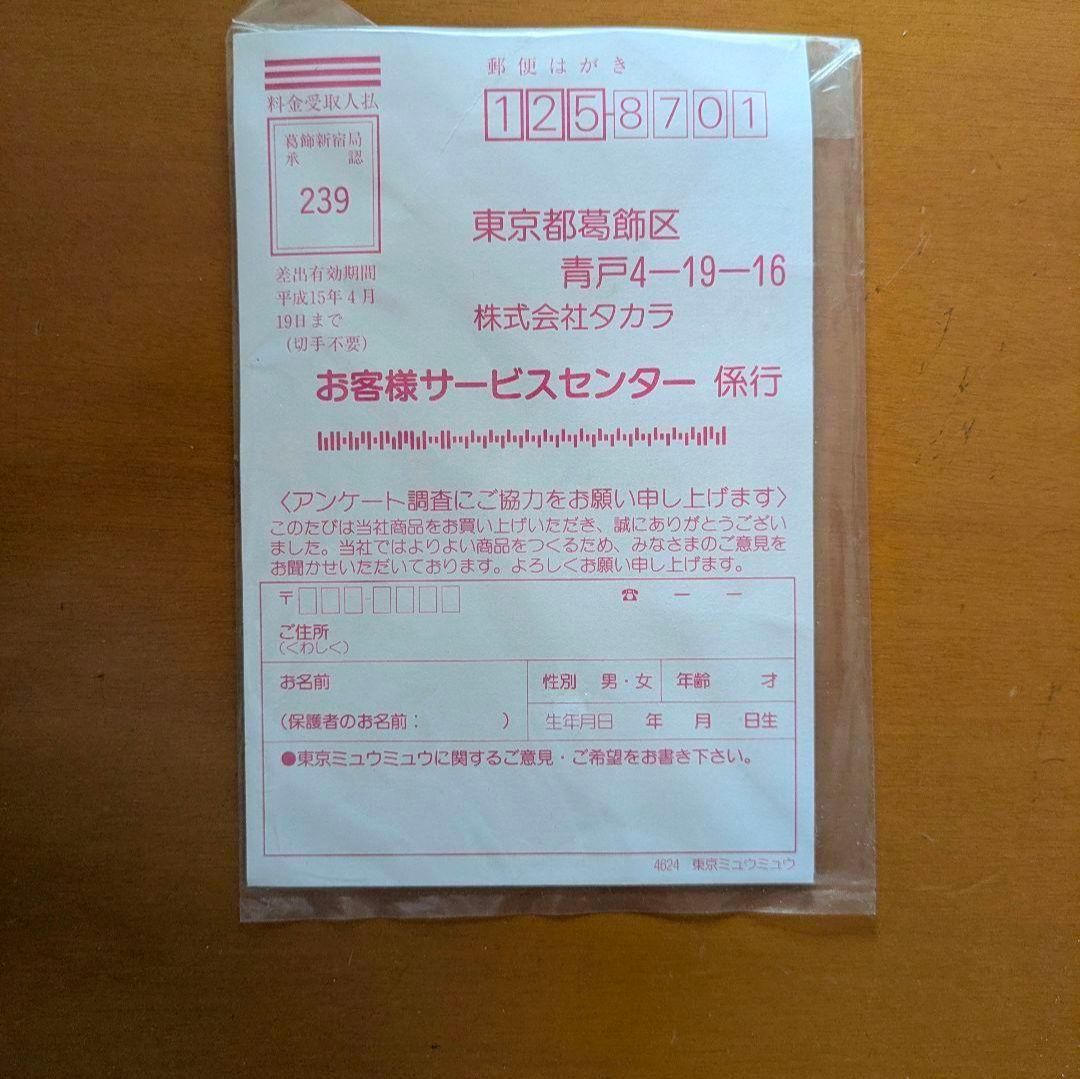 郵便はがき
125-8701
料金受取人払
葛飾新宿局
承認
239
差出有効期間
平成15年4月
19日まで
（切手不要）
東京都葛飾区
青戸4－19－16
株式会社タカラ
お客様サービスセンター 係行
〈アンケート調査にご協力をお願い申し上げます〉
このたびは当社商品をお買い上げいただき、誠にありがとうござい
ました。当社ではよりよい商品をつくるため、みなさまのご意見を
お聞かせいただいております。よろしくお願い申し上げます。
〒□□□-□□□□ ☎ － －
ご住所
（くわしく）
お名前
（保護者のお名前： ）
性別 男・女 年齢 才
生年月日 年 月 日生
●東京ミュウミュウに関するご意見・ご希望をお書き下さい。
4624 東京ミュウミュウ